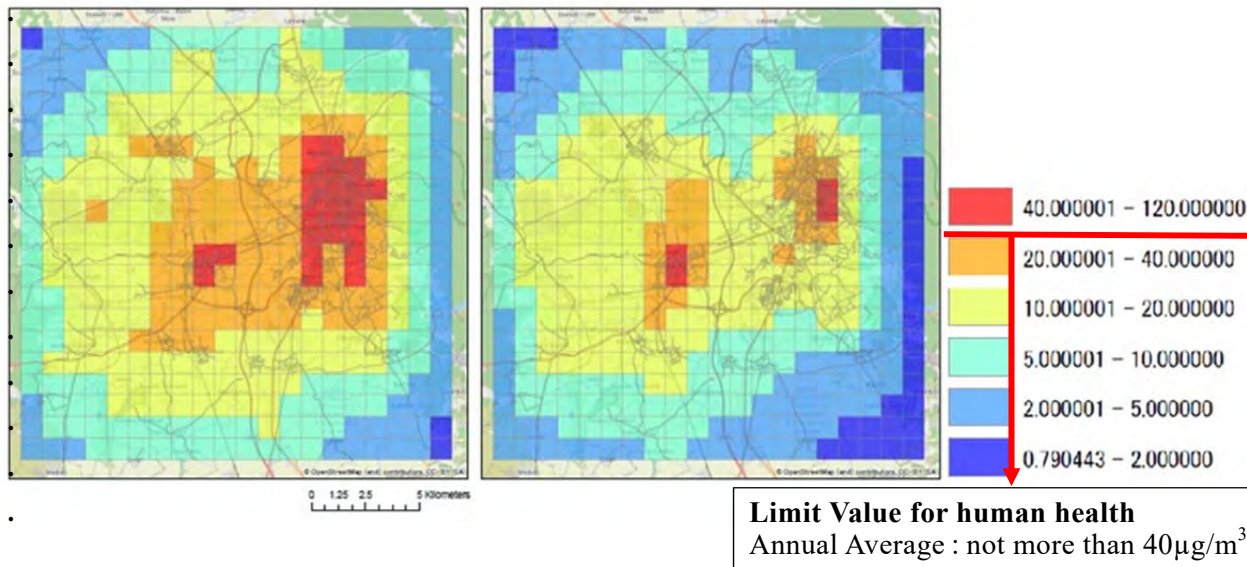 © OpenStreetMap (and) contributors, CC-BY-SA
© OpenStreetMap (and) contributors, CC-BY-SA
0 1.25 2.5 5 Kilometers
40.000001 – 120.000000
20.000001 – 40.000000
10.000001 – 20.000000
5.000001 – 10.000000
2.000001 – 5.000000
0.790443 – 2.000000
Limit Value for human health
Annual Average : not more than 40µg/m³